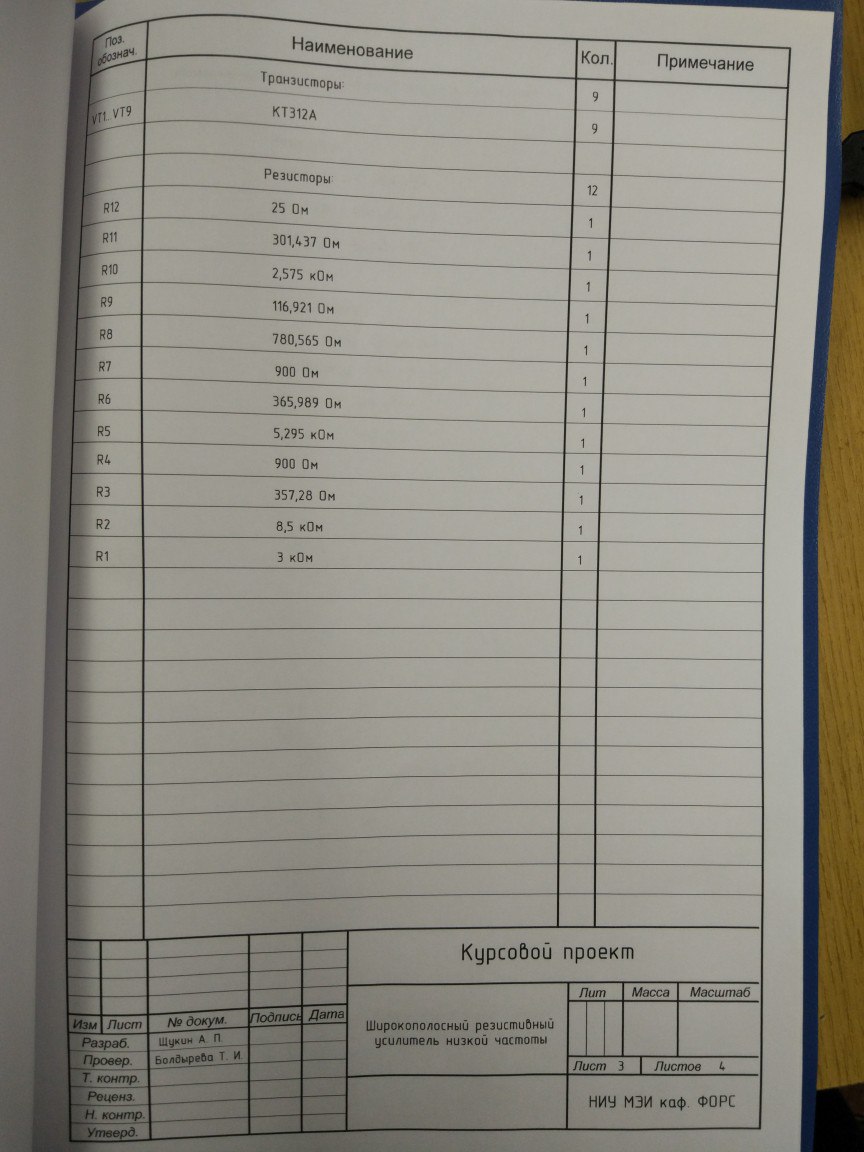 Поз. обознач. Наименование Кол. Примечание
Транзисторы: 9
VT1...VT9 КТ312А 9
Резисторы: 12
R12 25 Ом 1
R11 301,437 Ом 1
R10 2,575 кОм 1
R9 116,921 Ом 1
R8 780,565 Ом 1
R7 900 Ом 1
R6 365,989 Ом 1
R5 5,295 кОм 1
R4 900 Ом 1
R3 357,28 Ом 1
R2 8,5 кОм 1
R1 3 кОм 1
Курсовой проект
Изм Лист № докум. Подпись Дата
Разраб. Щукин А. П.
Провер. Болдырева Т. И.
Т. контр.
Реценз.
Н. контр.
Утверд.
Широкополосный резистивный
усилитель низкой частоты
Лит Масса Масштаб
Лист 3 Листов 4
НИУ МЭИ каф. ФОРС